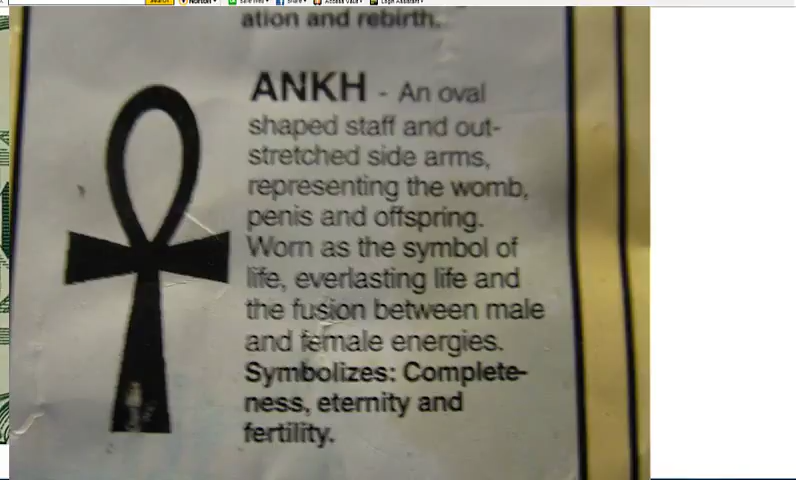 Norton
ation and rebirth.
ANKH - An oval
shaped staff and out-
stretched side arms,
representing the womb,
penis and offspring.
Worn as the symbol of
life, everlasting life and
the fusion between male
and female energies.
Symbolizes: Complete-
ness, eternity and
fertility.